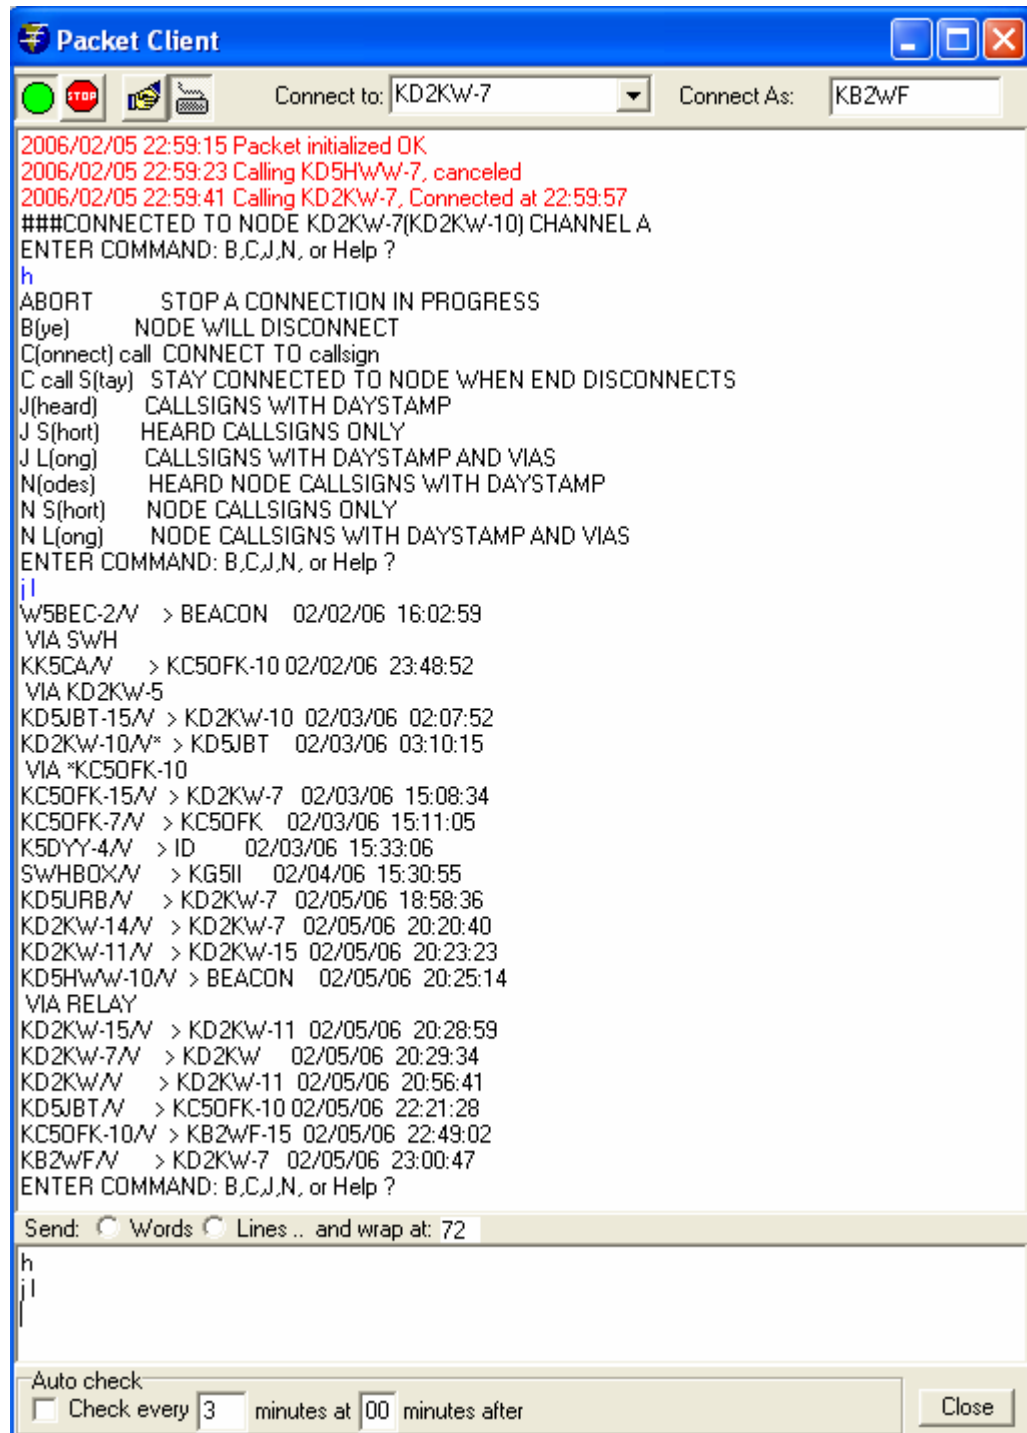 Packet Client
STOP Connect to: KD2KW-7 Connect As: KB2WF
2006/02/05 22:59:15 Packet initialized OK
2006/02/05 22:59:23 Calling KD5HWW-7, canceled
2006/02/05 22:59:41 Calling KD2KW-7, Connected at 22:59:57
###CONNECTED TO NODE KD2KW-7(KD2KW-10) CHANNEL A
ENTER COMMAND: B,C,J,N, or Help ?
h
ABORT STOP A CONNECTION IN PROGRESS
B(ye) NODE WILL DISCONNECT
C(onnect) call CONNECT TO callsign
C call S(tay) STAY CONNECTED TO NODE WHEN END DISCONNECTS
J(heard) CALLSIGNS WITH DAYSTAMP
J S(hort) HEARD CALLSIGNS ONLY
J L(ong) CALLSIGNS WITH DAYSTAMP AND VIAS
N(odes) HEARD NODE CALLSIGNS WITH DAYSTAMP
N S(hort) NODE CALLSIGNS ONLY
N L(ong) NODE CALLSIGNS WITH DAYSTAMP AND VIAS
ENTER COMMAND: B,C,J,N, or Help ?
j l
W5BEC-2/V > BEACON 02/02/06 16:02:59
VIA SWH
KK5CA/V > KC5OFK-10 02/02/06 23:48:52
VIA KD2KW-5
KD5JBT-15/V > KD2KW-10 02/03/06 02:07:52
KD2KW-10/V* > KD5JBT 02/03/06 03:10:15
VIA *KC5OFK-10
KC5OFK-15/V > KD2KW-7 02/03/06 15:08:34
KC5OFK-7/V > KC5OFK 02/03/06 15:11:05
K5DYY-4/V > ID 02/03/06 15:33:06
SWHBOX/V > KG5II 02/04/06 15:30:55
KD5URB/V > KD2KW-7 02/05/06 18:58:36
KD2KW-14/V > KD2KW-7 02/05/06 20:20:40
KD2KW-11/V > KD2KW-15 02/05/06 20:23:23
KD5HWW-10/V > BEACON 02/05/06 20:25:14
VIA RELAY
KD2KW-15/V > KD2KW-11 02/05/06 20:28:59
KD2KW-7/V > KD2KW 02/05/06 20:29:34
KD2KW/V > KD2KW-11 02/05/06 20:56:41
KD5JBT/V > KC5OFK-10 02/05/06 22:21:28
KC5OFK-10/V > KB2WF-15 02/05/06 22:49:02
KB2WF/V > KD2KW-7 02/05/06 23:00:47
ENTER COMMAND: B,C,J,N, or Help ?
Send: Words Lines .. and wrap at: 72
h
j l
Auto check
Check every 3 minutes at 00 minutes after Close